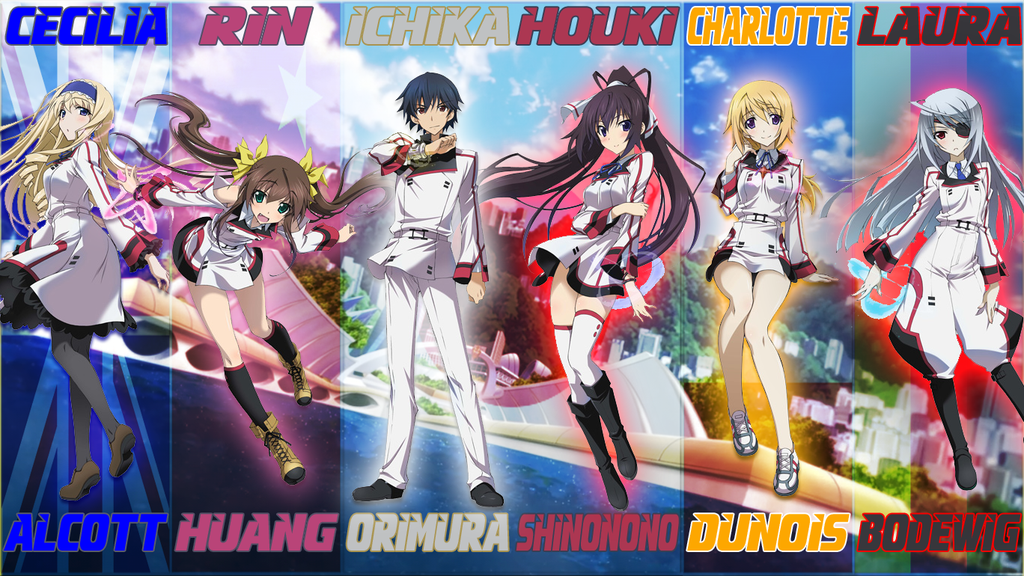 CECILIA RIN ICHIKA HOUKI CHARLOTTE LAURA
ALCOTT HUANG ORIMURA SHINONONO DUNOIS BODEWIG